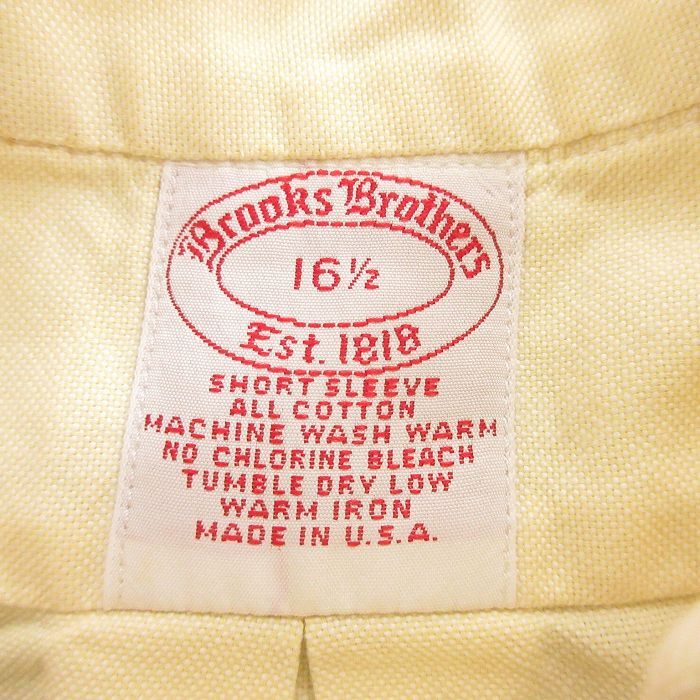 Brooks Brothers
16½
Est. 1818
SHORT SLEEVE
ALL COTTON
MACHINE WASH WARM
NO CHLORINE BLEACH
TUMBLE DRY LOW
WARM IRON
MADE IN U.S.A.